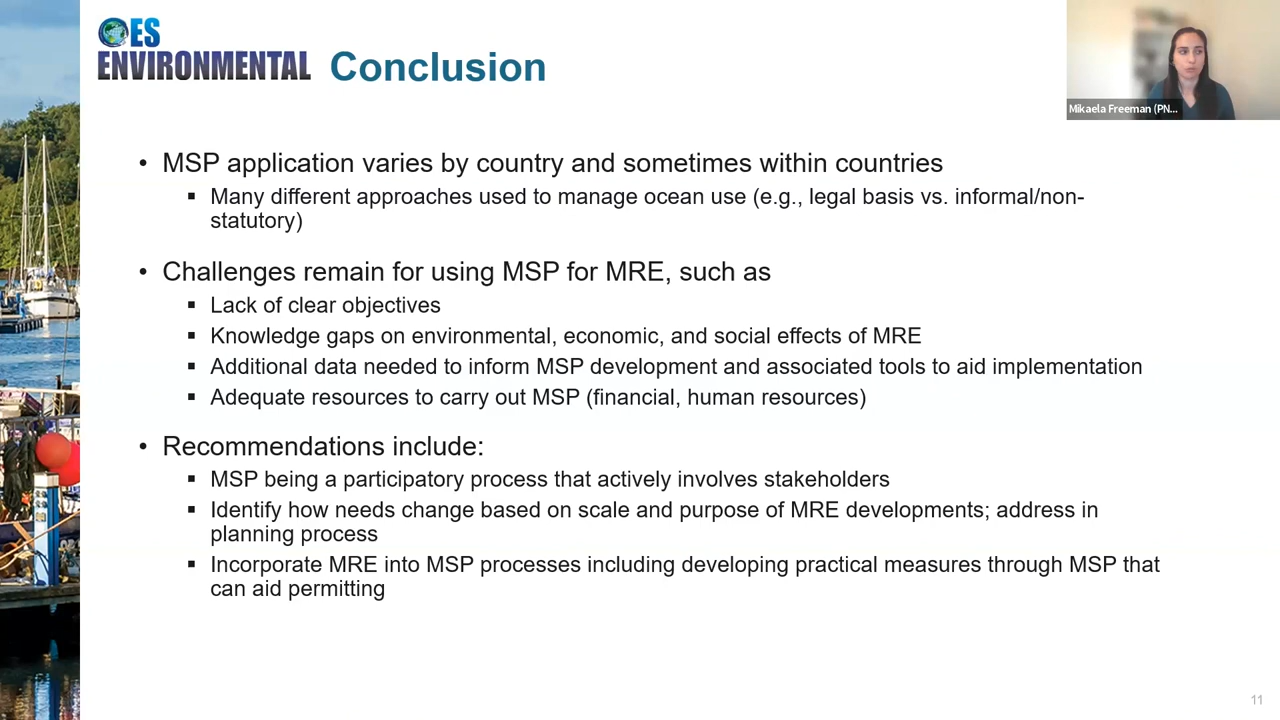 OES
ENVIRONMENTAL
Conclusion
Mikaela Freeman (PN...
• MSP application varies by country and sometimes within countries
▪ Many different approaches used to manage ocean use (e.g., legal basis vs. informal/non-
statutory)
• Challenges remain for using MSP for MRE, such as
▪ Lack of clear objectives
▪ Knowledge gaps on environmental, economic, and social effects of MRE
▪ Additional data needed to inform MSP development and associated tools to aid implementation
▪ Adequate resources to carry out MSP (financial, human resources)
• Recommendations include:
▪ MSP being a participatory process that actively involves stakeholders
▪ Identify how needs change based on scale and purpose of MRE developments; address in
planning process
▪ Incorporate MRE into MSP processes including developing practical measures through MSP that
can aid permitting
11